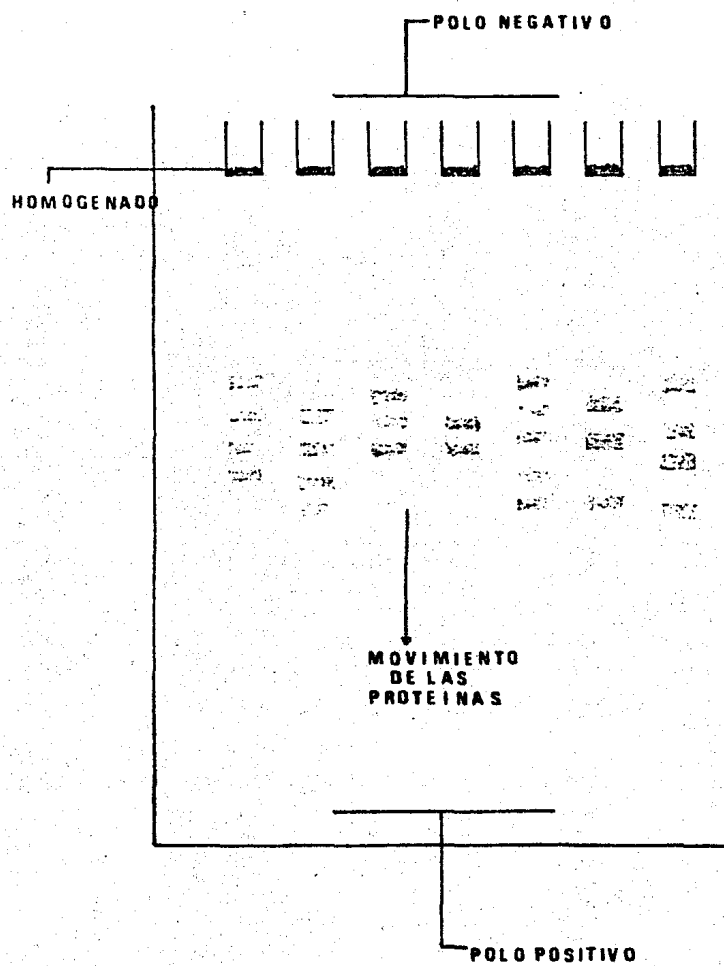 POLO NEGATIVO
HOMOGENADO
MOVIMIENTO
DE LAS
PROTEINAS
POLO POSITIVO